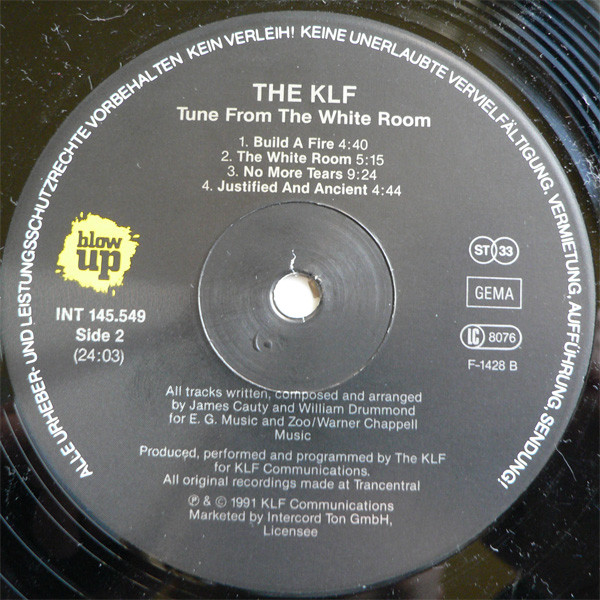 ALLE URHEBER- UND LEISTUNGSSCHUTZRECHTE VORBEHALTEN KEIN VERLEIH! KEINE UNERLAUBTE VERVIELFÄLTIGUNG, VERMIETUNG, AUFFÜHRUNG, SENDUNG!
THE KLF
Tune From The White Room
1. Build A Fire 4:40
2. The White Room 5:15
3. No More Tears 9:24
4. Justified And Ancient 4:44
blow
up
INT 145.549
Side 2
(24:03)
ST 33
GEMA
LC 8076
F-1428 B
All tracks written, composed and arranged
by James Cauty and William Drummond
for E. G. Music and Zoo/Warner Chappell
Music
Produced, performed and programmed by The KLF
for KLF Communications.
All original recordings made at Trancentral
℗ & © 1991 KLF Communications
Marketed by Intercord Ton GmbH,
Licensee